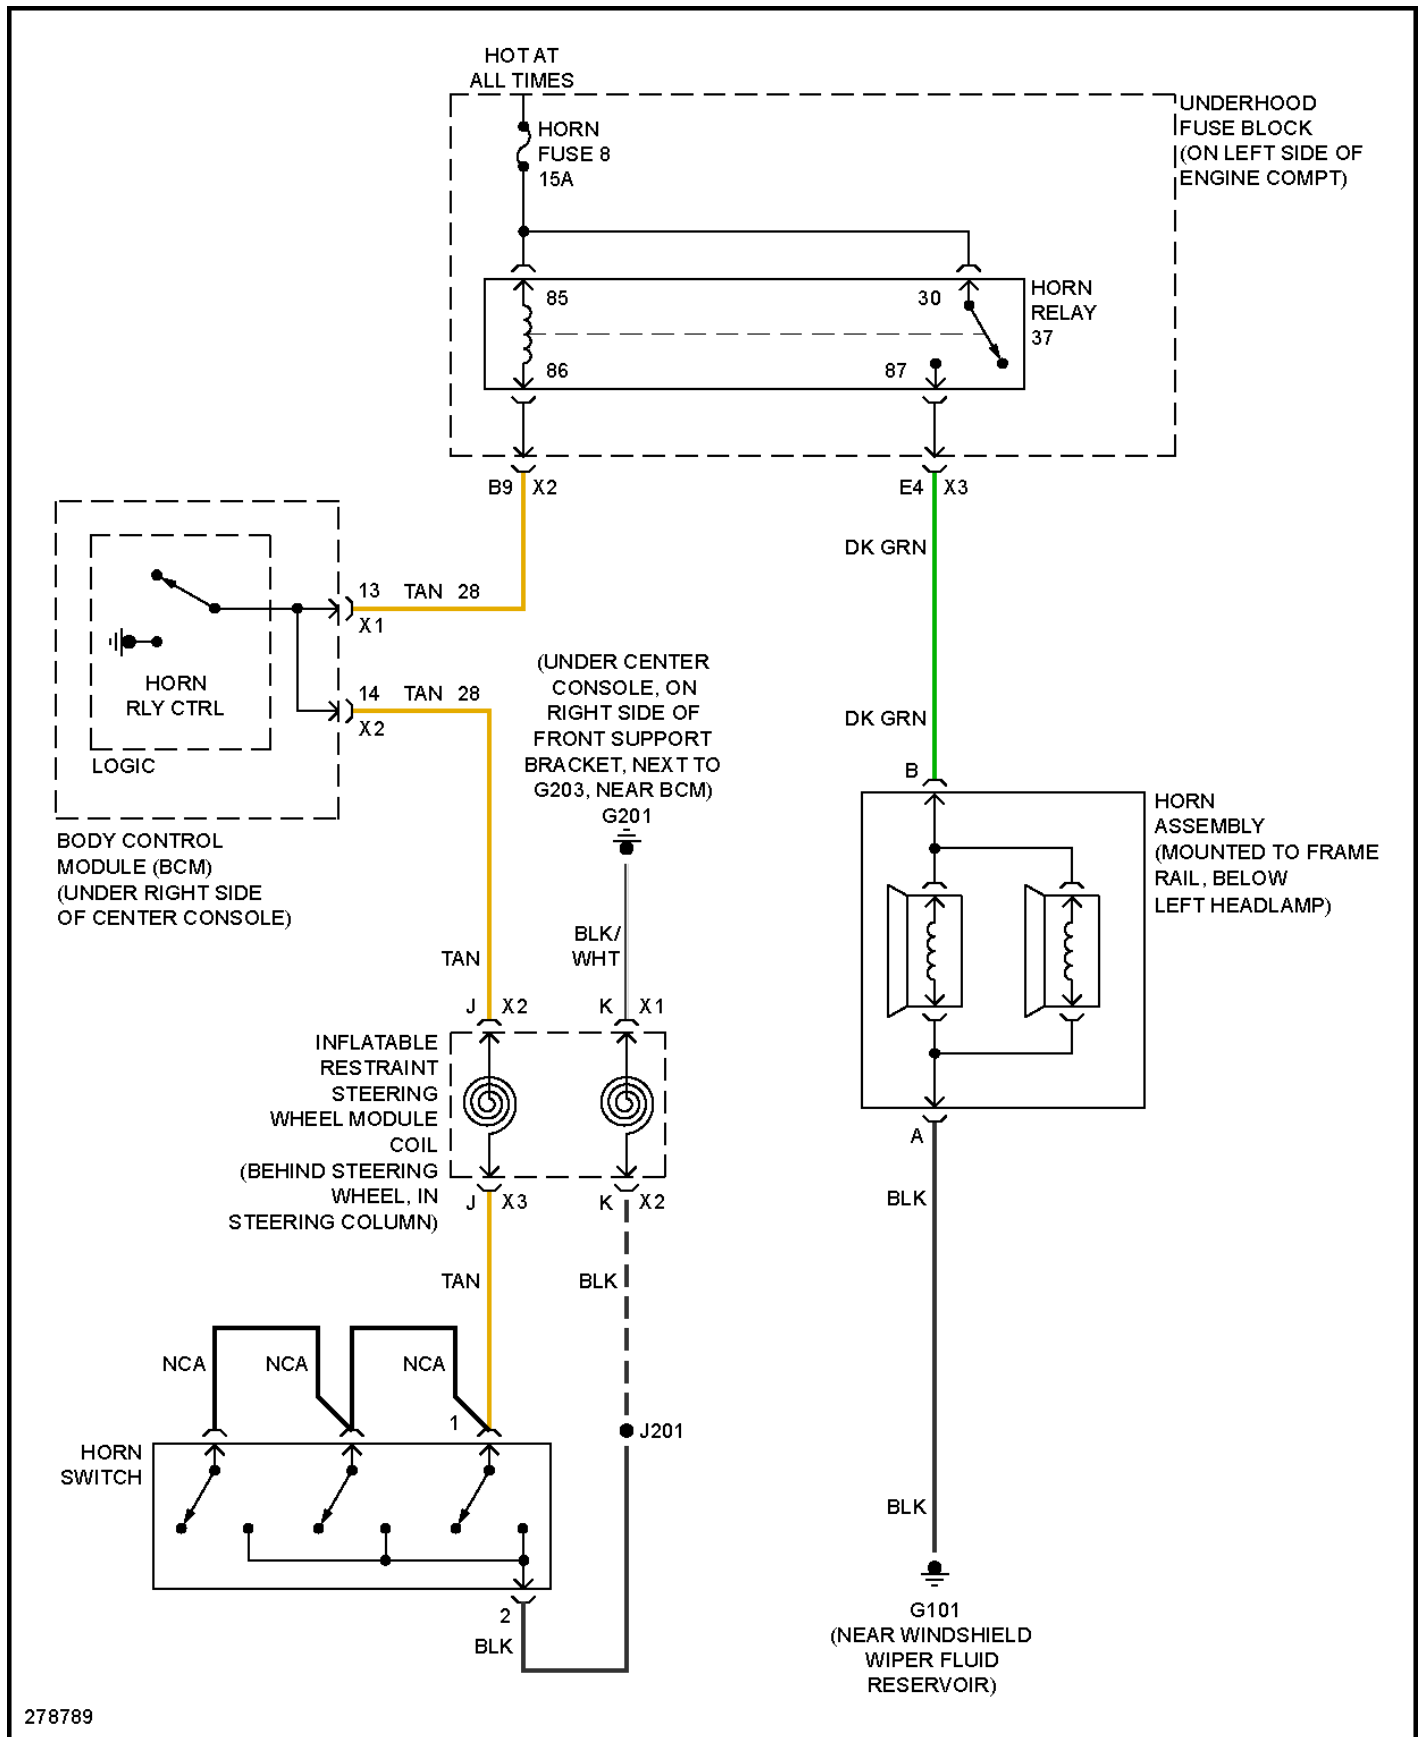 HOT AT
ALL TIMES
HORN
FUSE 8
15A
UNDERHOOD
FUSE BLOCK
(ON LEFT SIDE OF
ENGINE COMPT)
85
30
HORN
RELAY
37
86
87
B9 X2
E4 X3
DK GRN
13 TAN 28
X1
HORN
RLY CTRL
14 TAN 28
X2
LOGIC
BODY CONTROL
MODULE (BCM)
(UNDER RIGHT SIDE
OF CENTER CONSOLE)
(UNDER CENTER
CONSOLE, ON
RIGHT SIDE OF
FRONT SUPPORT
BRACKET, NEXT TO
G203, NEAR BCM)
G201
DK GRN
B
HORN
ASSEMBLY
(MOUNTED TO FRAME
RAIL, BELOW
LEFT HEADLAMP)
TAN
BLK/
WHT
J X2
K X1
INFLATABLE
RESTRAINT
STEERING
WHEEL MODULE
COIL
(BEHIND STEERING
WHEEL, IN
STEERING COLUMN)
J X3
K X2
A
BLK
TAN
BLK
NCA
NCA
NCA
1
J201
HORN
SWITCH
2
BLK
BLK
G101
(NEAR WINDSHIELD
WIPER FLUID
RESERVOIR)
278789